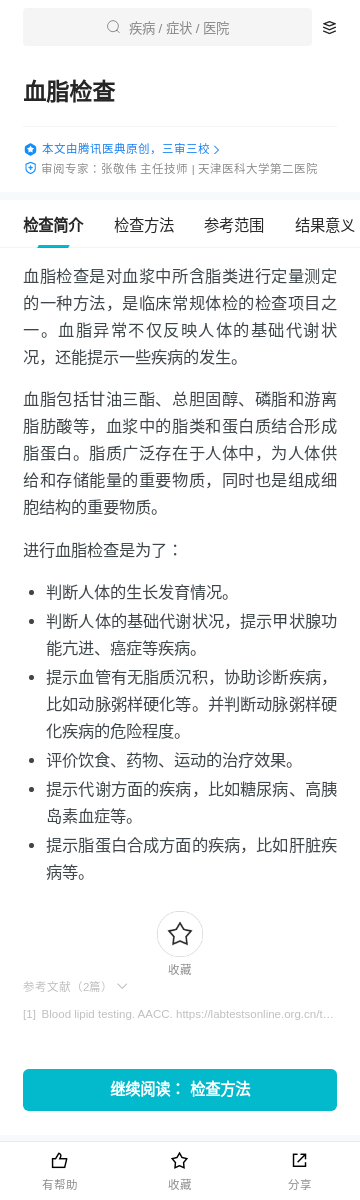 疾病 / 症状 / 医院
血脂检查
本文由腾讯医典原创，三审三校
审阅专家：张敬伟 主任技师 | 天津医科大学第二医院
检查简介 检查方法 参考范围 结果意义
血脂检查是对血浆中所含脂类进行定量测定
的一种方法，是临床常规体检的检查项目之
一。血脂异常不仅反映人体的基础代谢状
况，还能提示一些疾病的发生。
血脂包括甘油三酯、总胆固醇、磷脂和游离
脂肪酸等，血浆中的脂类和蛋白质结合形成
脂蛋白。脂质广泛存在于人体中，为人体供
给和存储能量的重要物质，同时也是组成细
胞结构的重要物质。
进行血脂检查是为了：
判断人体的生长发育情况。
判断人体的基础代谢状况，提示甲状腺功
能亢进、癌症等疾病。
提示血管有无脂质沉积，协助诊断疾病，
比如动脉粥样硬化等。并判断动脉粥样硬
化疾病的危险程度。
评价饮食、药物、运动的治疗效果。
提示代谢方面的疾病，比如糖尿病、高胰
岛素血症等。
提示脂蛋白合成方面的疾病，比如肝脏疾
病等。
收藏
参考文献（2篇）
[1] Blood lipid testing. AACC. https://labtestsonline.org.cn/t…
继续阅读： 检查方法
有帮助 收藏 分享